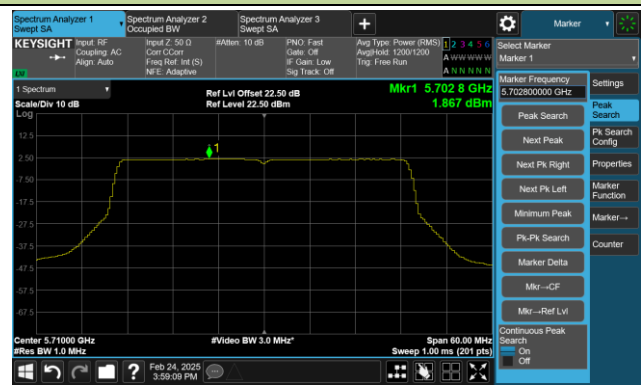 Spectrum Analyzer 1
Swept SA
Spectrum Analyzer 2
Occupied BW
Spectrum Analyzer 3
Swept SA
Marker
KEYSIGHT
Input: RF
Coupling: AC
Align: Auto
Input Z: 50 Ω
Corr CCorr
Freq Ref: Int (S)
NFE: Adaptive
#Atten: 10 dB
PNO: Fast
Gate: Off
IF Gain: Low
Sig Track: Off
Avg Type: Power (RMS)
Avg|Hold: 1200/1200
Trig: Free Run
1 2 3 4 5 6
A W W W W W
A N N N N N
LVI
Select Marker
Marker 1
1 Spectrum
Scale/Div 10 dB
Log
Ref Lvl Offset 22.50 dB
Ref Level 22.50 dBm
Mkr1 5.702 8 GHz
1.867 dBm
1
12.5
2.50
-7.50
-17.5
-27.5
-37.5
-47.5
-57.5
-67.5
Center 5.71000 GHz
#Res BW 1.0 MHz
#Video BW 3.0 MHz*
Span 60.00 MHz
Sweep 1.00 ms (201 pts)
Marker Frequency
5.702800000 GHz
Peak Search
Next Peak
Next Pk Right
Next Pk Left
Minimum Peak
Pk-Pk Search
Marker Delta
Mkr→CF
Mkr→Ref Lvl
Continuous Peak
Search
On
Off
Settings
Peak
Search
Pk Search
Config
Properties
Marker
Function
Marker→
Counter
Feb 24, 2025
3:59:09 PM